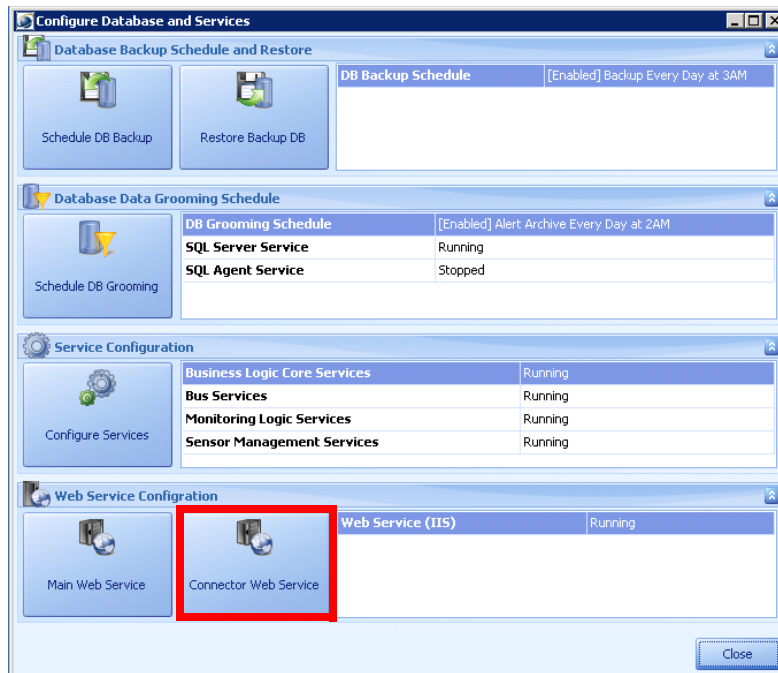 Configure Database and Services
Database Backup Schedule and Restore
Schedule DB Backup
Restore Backup DB
DB Backup Schedule [Enabled] Backup Every Day at 3AM
Database Data Grooming Schedule
Schedule DB Grooming
DB Grooming Schedule [Enabled] Alert Archive Every Day at 2AM
SQL Server Service Running
SQL Agent Service Stopped
Service Configuration
Configure Services
Business Logic Core Services Running
Bus Services Running
Monitoring Logic Services Running
Sensor Management Services Running
Web Service Configration
Main Web Service
Connector Web Service
Web Service (IIS) Running
Close